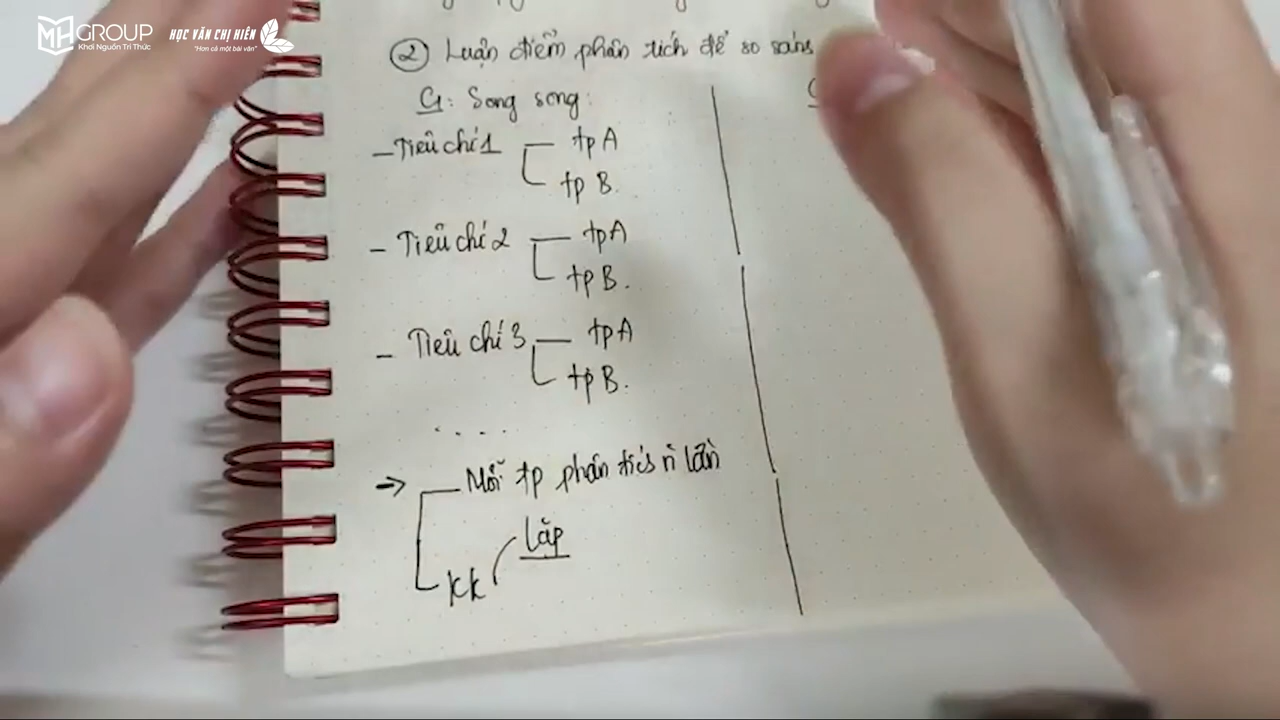 MH GROUP
Khơi Nguồn Tri Thức
HỌC VĂN CHỊ HIÊN
"Hơn cả một bài văn"
② Luận điểm phân tích để so sánh
C1: Song song:
- Tiêu chí 1 tp A
tp B.
- Tiêu chí 2 tp A
tp B.
- Tiêu chí 3 tp A
tp B.
. . . .
→ Mỗi tp phân tích n lần
lặp
KK